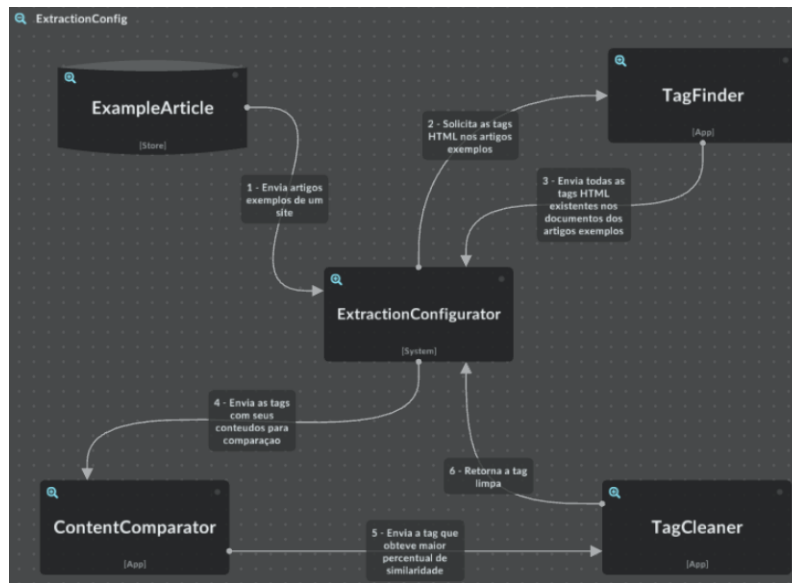 ExtractionConfig
ExampleArticle
[Store]
TagFinder
[App]
2 - Solicita as tags
HTML nos artigos
exemplos
1 - Envia artigos
exemplos de um
site
3 - Envia todas as
tags HTML
existentes nos
documentos dos
artigos exemplos
ExtractionConfigurator
[System]
4 - Envia as tags
com seus
conteudos para
comparaçao
6 - Retorna a tag
limpa
ContentComparator
[App]
5 - Envia a tag que
obteve maior
percentual de
similaridade
TagCleaner
[App]